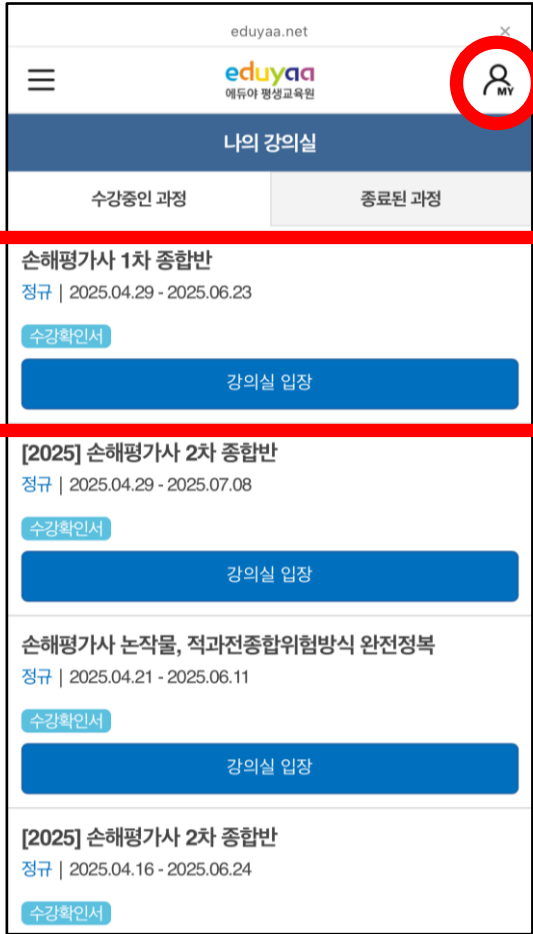 eduyaa.net ×
eduyaa
에듀야 평생교육원
MY
나의 강의실
수강중인 과정
종료된 과정
손해평가사 1차 종합반
정규 | 2025.04.29 - 2025.06.23
수강확인서
강의실 입장
[2025] 손해평가사 2차 종합반
정규 | 2025.04.29 - 2025.07.08
수강확인서
강의실 입장
손해평가사 논작물, 적과전종합위험방식 완전정복
정규 | 2025.04.21 - 2025.06.11
수강확인서
강의실 입장
[2025] 손해평가사 2차 종합반
정규 | 2025.04.16 - 2025.06.24
수강확인서